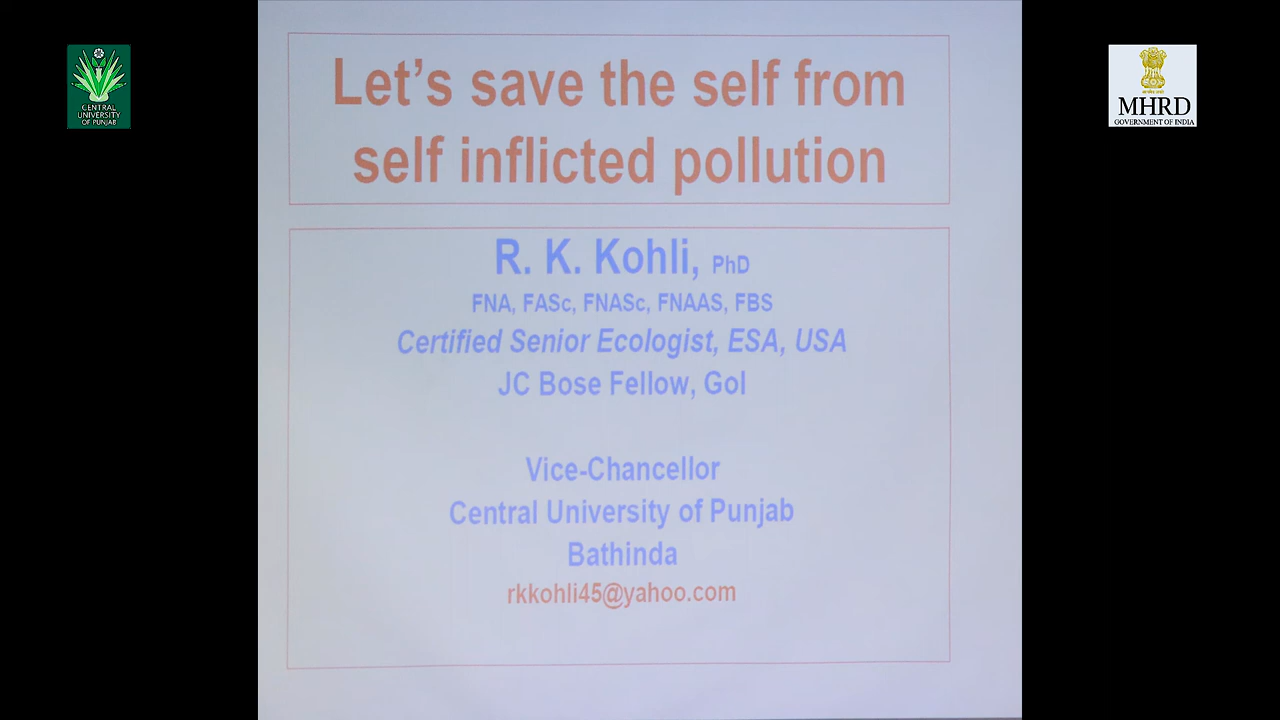 Let's save the self from
self inflicted pollution
R. K. Kohli, PhD
FNA, FASc, FNASc, FNAAS, FBS
Certified Senior Ecologist, ESA, USA
JC Bose Fellow, GoI
Vice-Chancellor
Central University of Punjab
Bathinda
rkkohli45@yahoo.com
CENTRAL
UNIVERSITY
OF PUNJAB
MHRD
GOVERNMENT OF INDIA